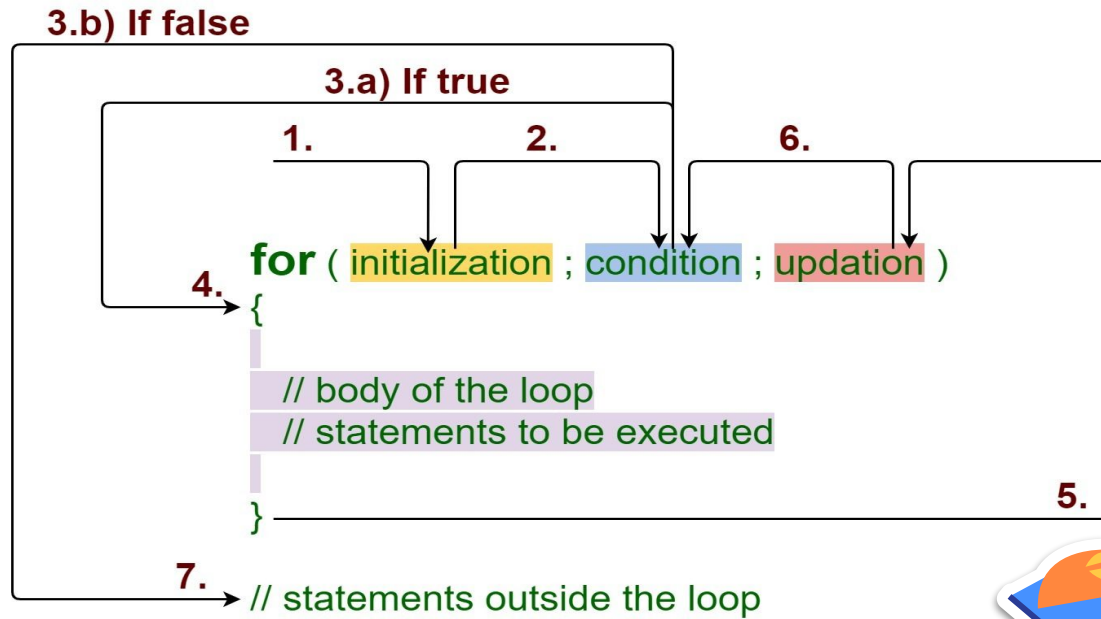 3.b) If false
3.a) If true
1. 2. 6.
for ( initialization ; condition ; updation )
4.
{
// body of the loop
// statements to be executed
5.
}
7.
// statements outside the loop